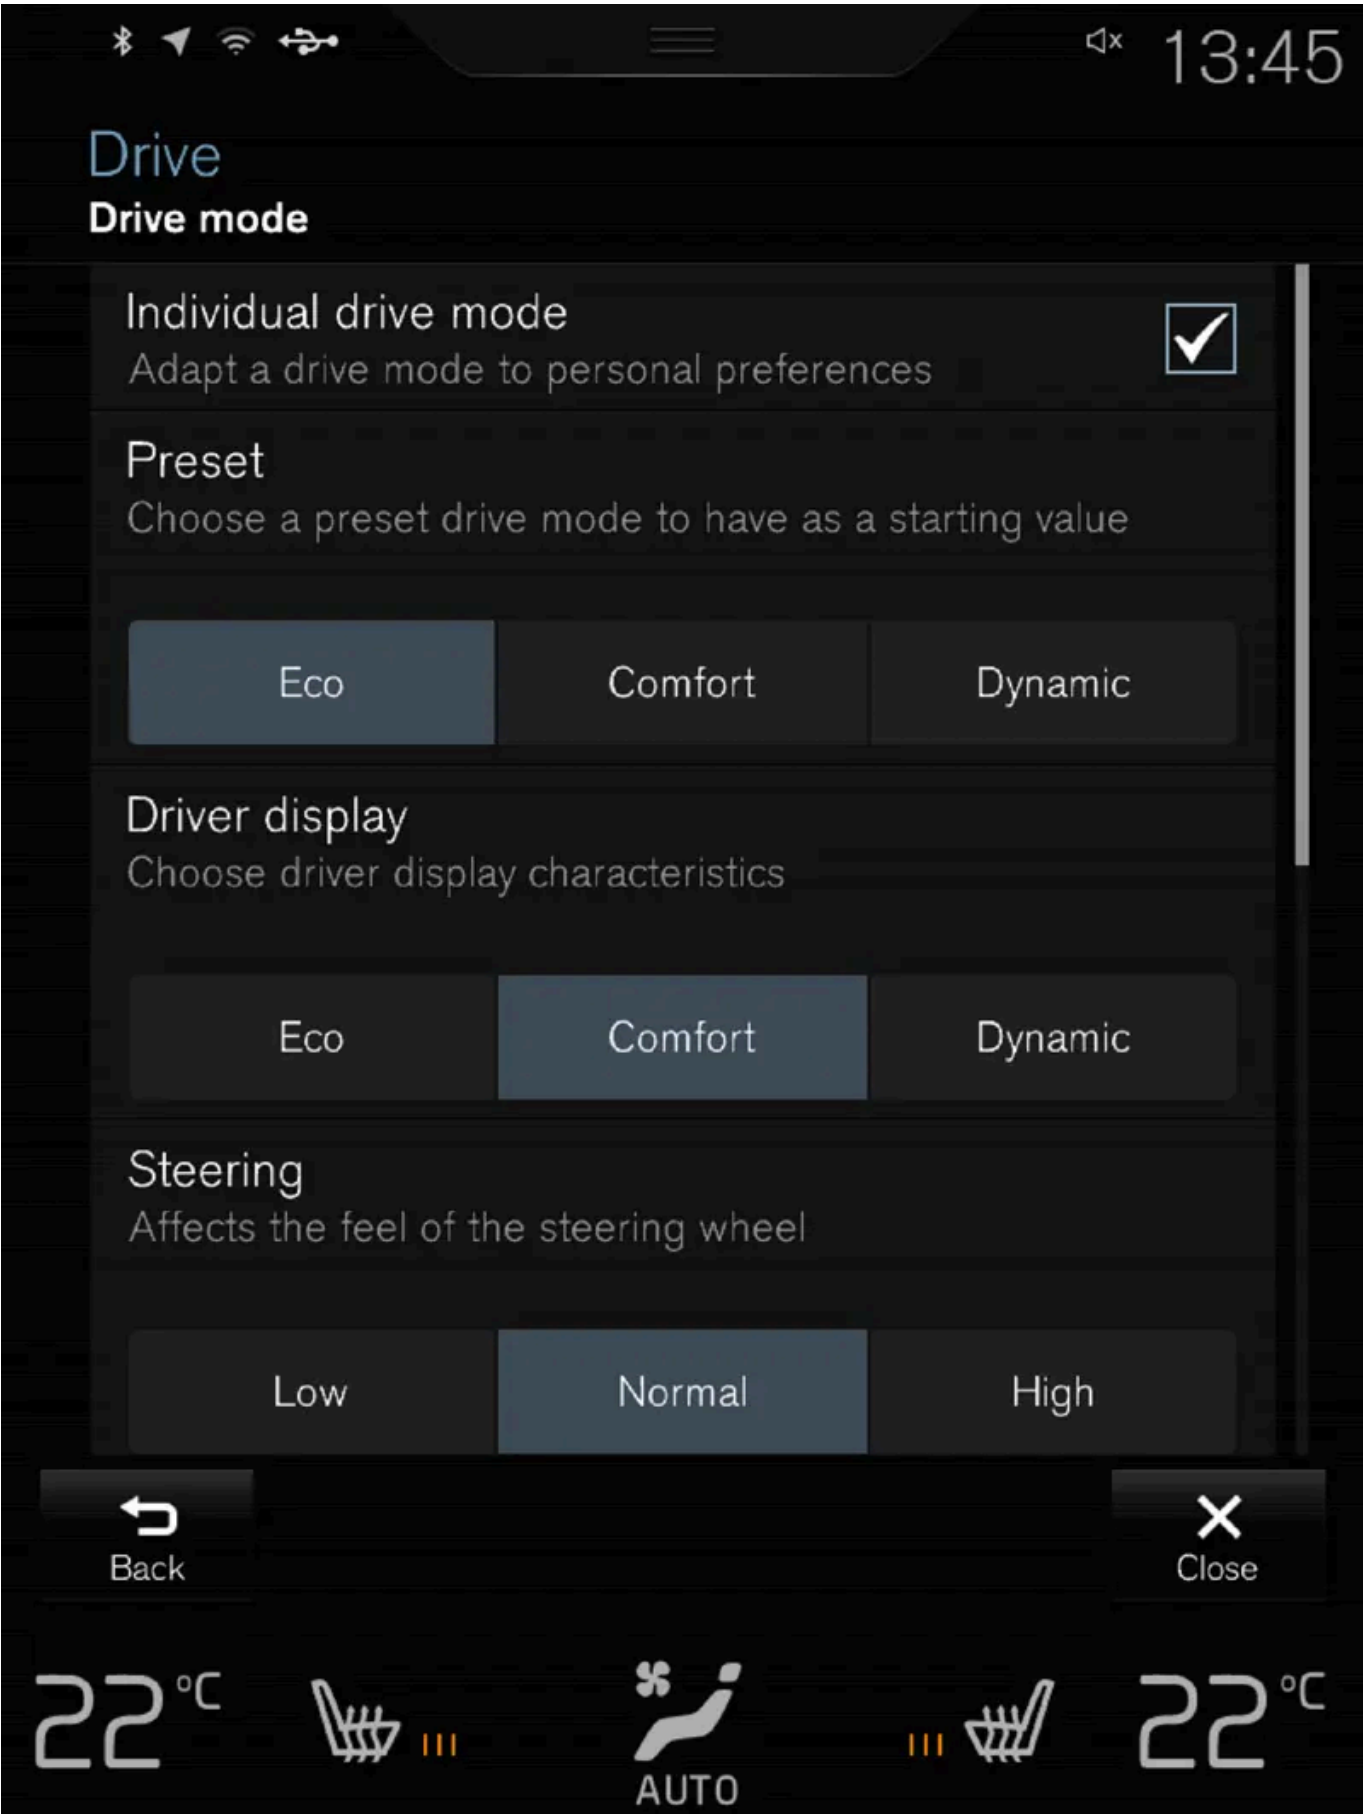 13:45
Drive
Drive mode
Individual drive mode
Adapt a drive mode to personal preferences
Preset
Choose a preset drive mode to have as a starting value
Eco Comfort Dynamic
Driver display
Choose driver display characteristics
Eco Comfort Dynamic
Steering
Affects the feel of the steering wheel
Low Normal High
Back Close
22°C 22°C
AUTO